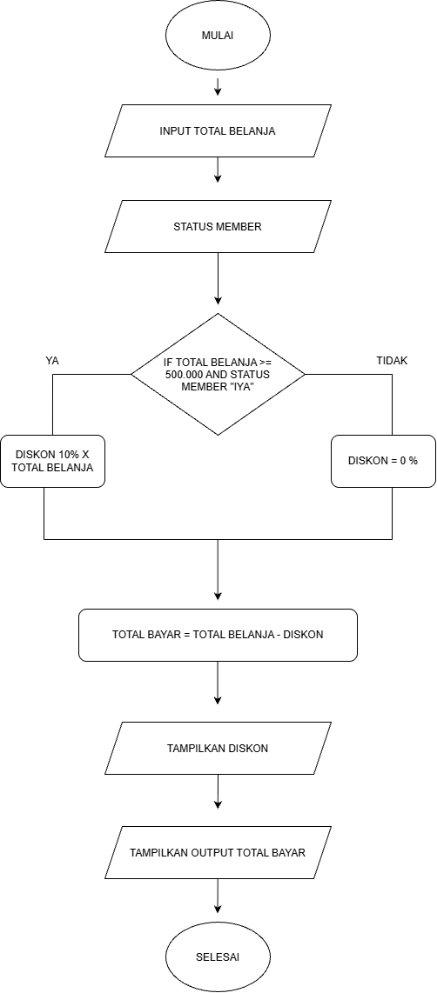 MULAI
INPUT TOTAL BELANJA
STATUS MEMBER
IF TOTAL BELANJA >=
500.000 AND STATUS
MEMBER "IYA"
YA
TIDAK
DISKON 10% X
TOTAL BELANJA
DISKON = 0 %
TOTAL BAYAR = TOTAL BELANJA - DISKON
TAMPILKAN DISKON
TAMPILKAN OUTPUT TOTAL BAYAR
SELESAI